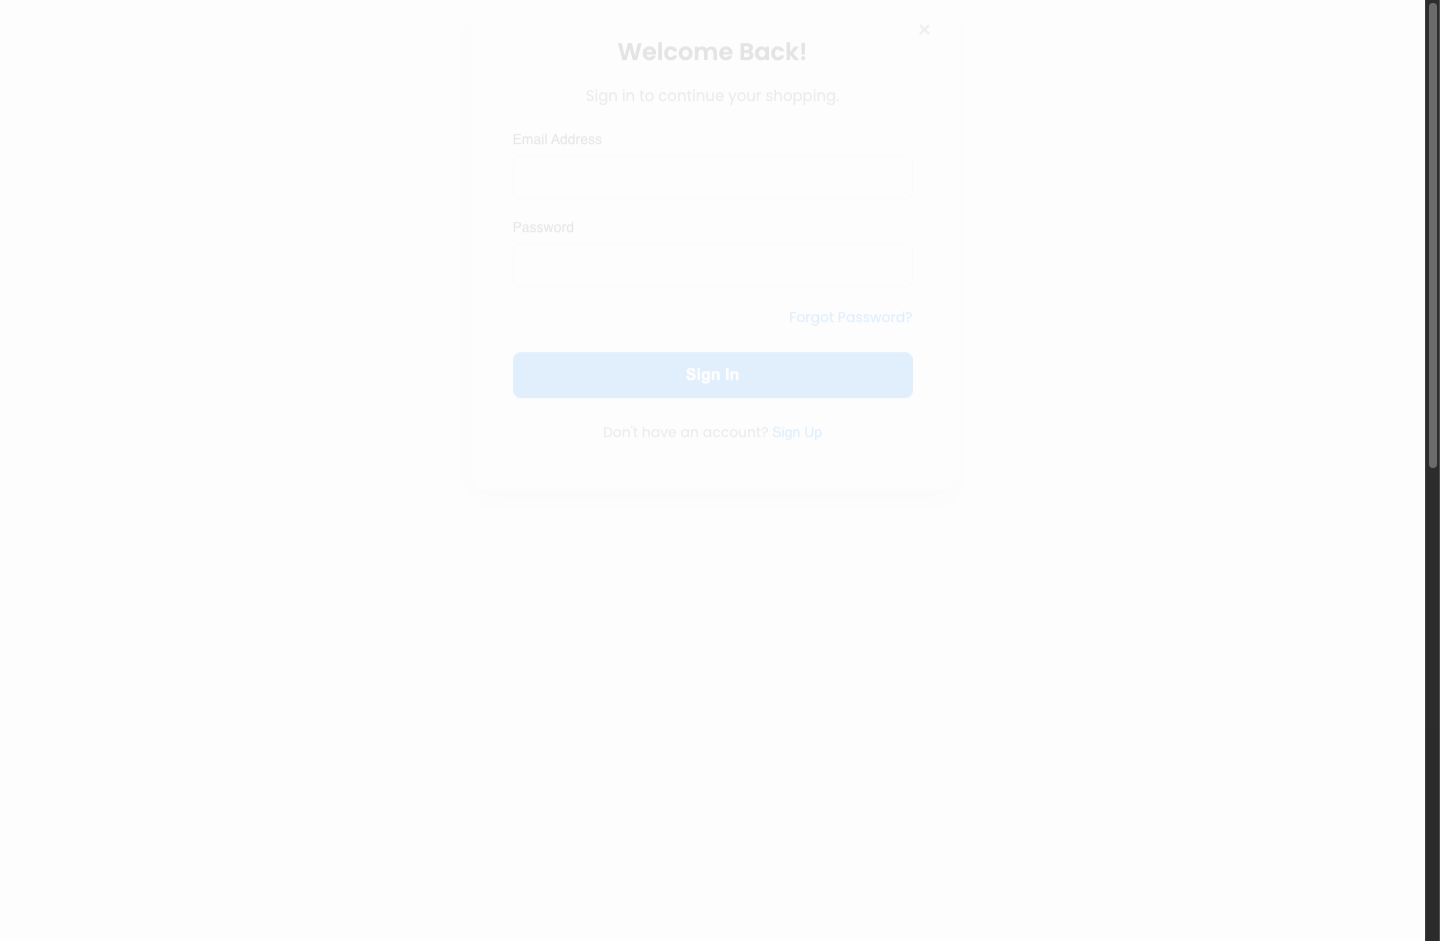 ×
Welcome Back!
Sign in to continue your shopping.
Email Address
Password
Forgot Password?
Sign In
Don't have an account? Sign Up